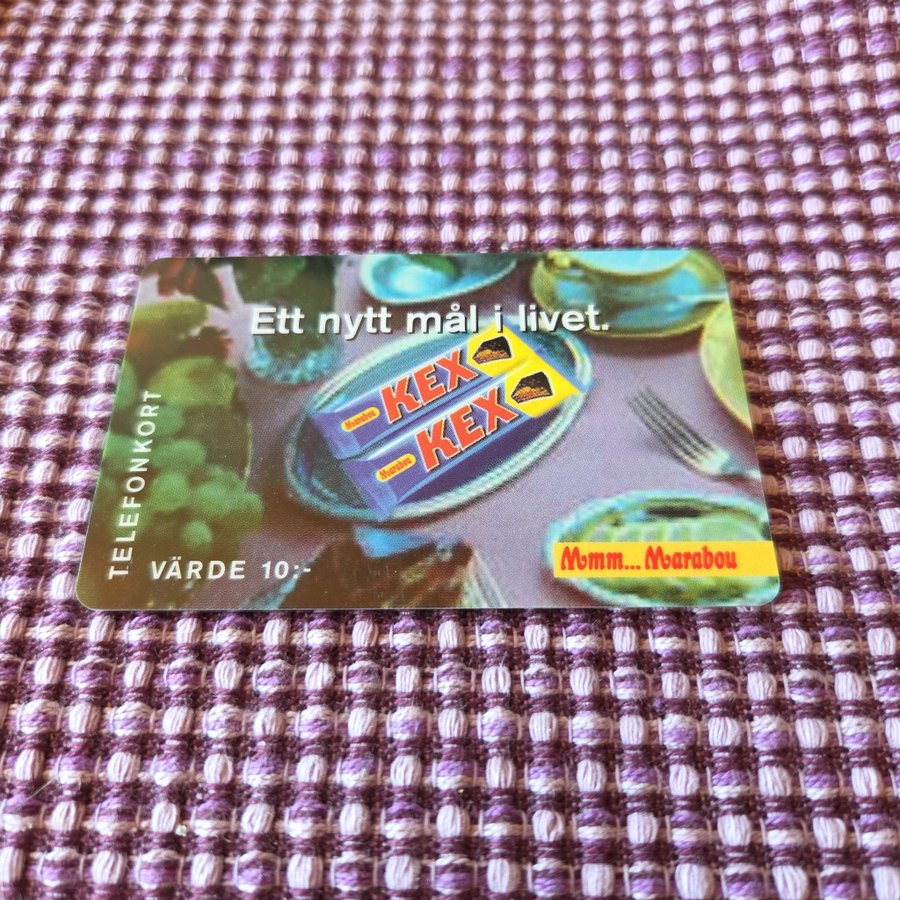 Ett nytt mål i livet.
Marabou KEX
Marabou KEX
TELEFONKORT
VÄRDE 10:-
Mmm... Marabou